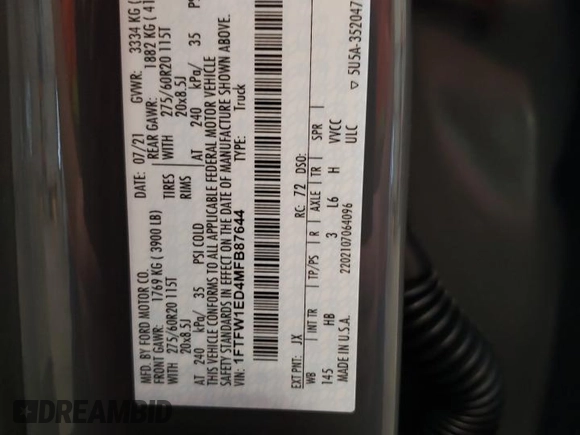 MFD. BY FORD MOTOR CO.
DATE: 07/21 GVWR: 3334 KG (
FRONT GAWR: 1769 KG ( 3900 LB) REAR GAWR: 1882 KG ( 41
WITH 275/60R20 115T TIRES WITH 275/60R20 115T
20x8.5J RIMS 20x8.5J
AT 240 kPa/ 35 PSI COLD AT 240 kPa/ 35 PS
THIS VEHICLE CONFORMS TO ALL APPLICABLE FEDERAL MOTOR VEHICLE
SAFETY STANDARDS IN EFFECT ON THE DATE OF MANUFACTURE SHOWN ABOVE.
VIN: 1FTFW1ED4MFB87644 TYPE: Truck
EXT PNT: JX RC: 72 DSO:
WB INT TR TP/PS R AXLE TR SPR
145 HB 3 L6 H VVCC
MADE IN U.S.A. 2202107064096 ULC
5U5A-352047
DREAMBID